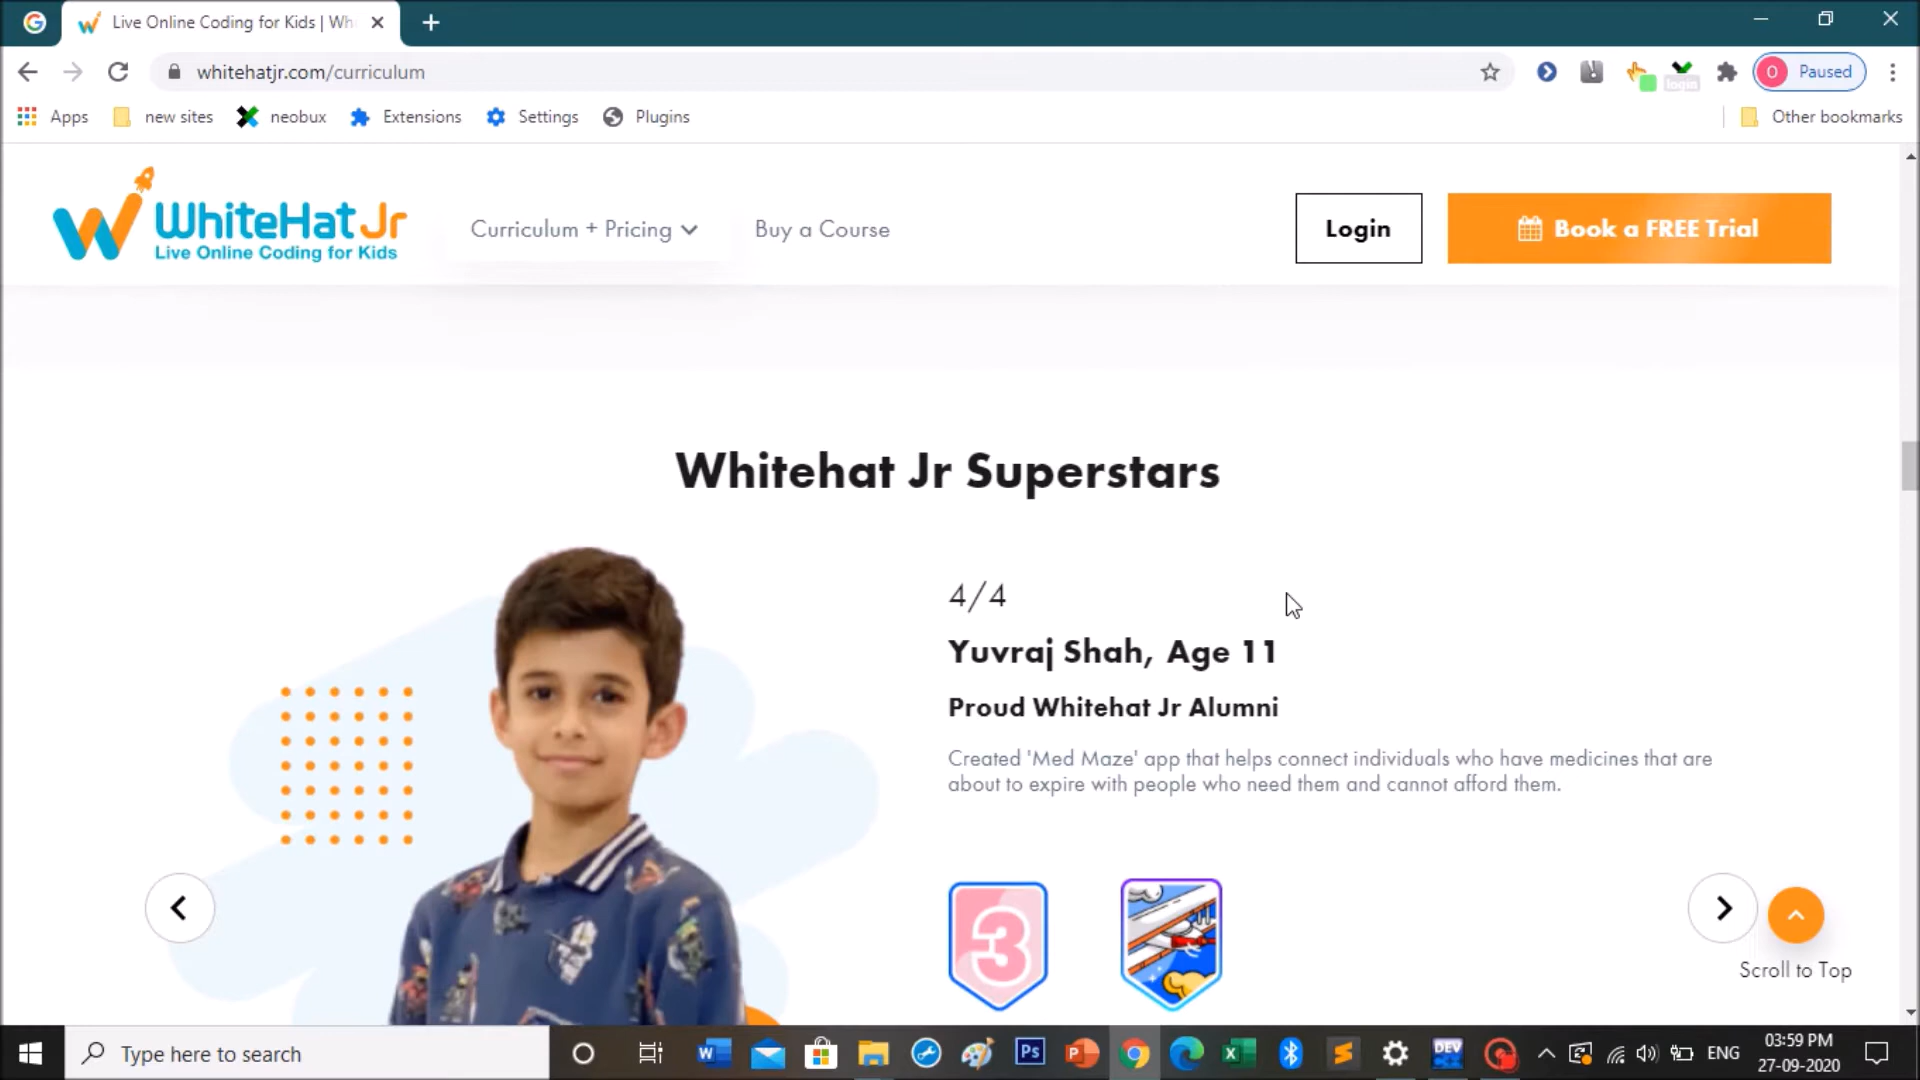 Live Online Coding for Kids | Wh
whitehatjr.com/curriculum
login
O
Paused
Apps
new sites
neobux
Extensions
Settings
Plugins
Other bookmarks
WhiteHat Jr
Live Online Coding for Kids
Curriculum + Pricing
Buy a Course
Login
Book a FREE Trial
Whitehat Jr Superstars
4/4
Yuvraj Shah, Age 11
Proud Whitehat Jr Alumni
Created 'Med Maze' app that helps connect individuals who have medicines that are
about to expire with people who need them and cannot afford them.
3
Scroll to Top
Type here to search
Ps
DEV
ENG
03:59 PM
27-09-2020